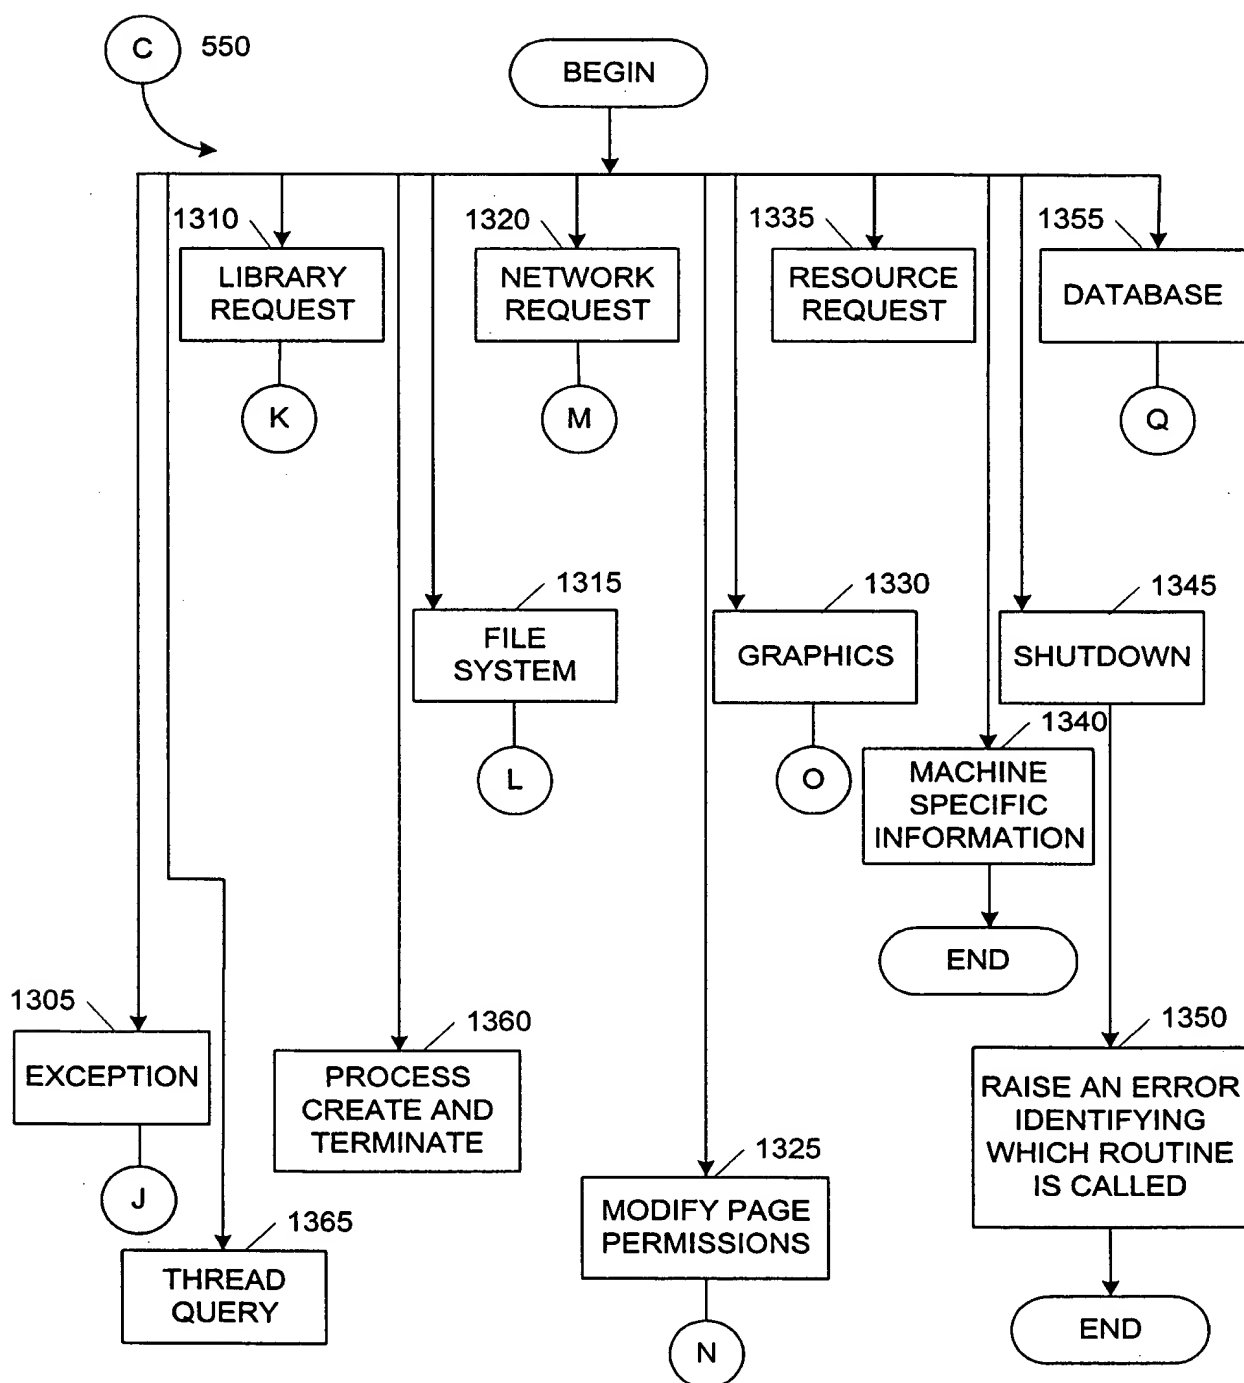 C
550
BEGIN
1310
1320
1335
1355
LIBRARY
REQUEST
NETWORK
REQUEST
RESOURCE
REQUEST
DATABASE
K
M
Q
1315
1330
1345
FILE
SYSTEM
GRAPHICS
SHUTDOWN
1340
L
O
MACHINE
SPECIFIC
INFORMATION
END
1305
1360
1350
EXCEPTION
PROCESS
CREATE AND
TERMINATE
RAISE AN ERROR
IDENTIFYING
WHICH ROUTINE
IS CALLED
J
1325
1365
MODIFY PAGE
PERMISSIONS
THREAD
QUERY
N
END